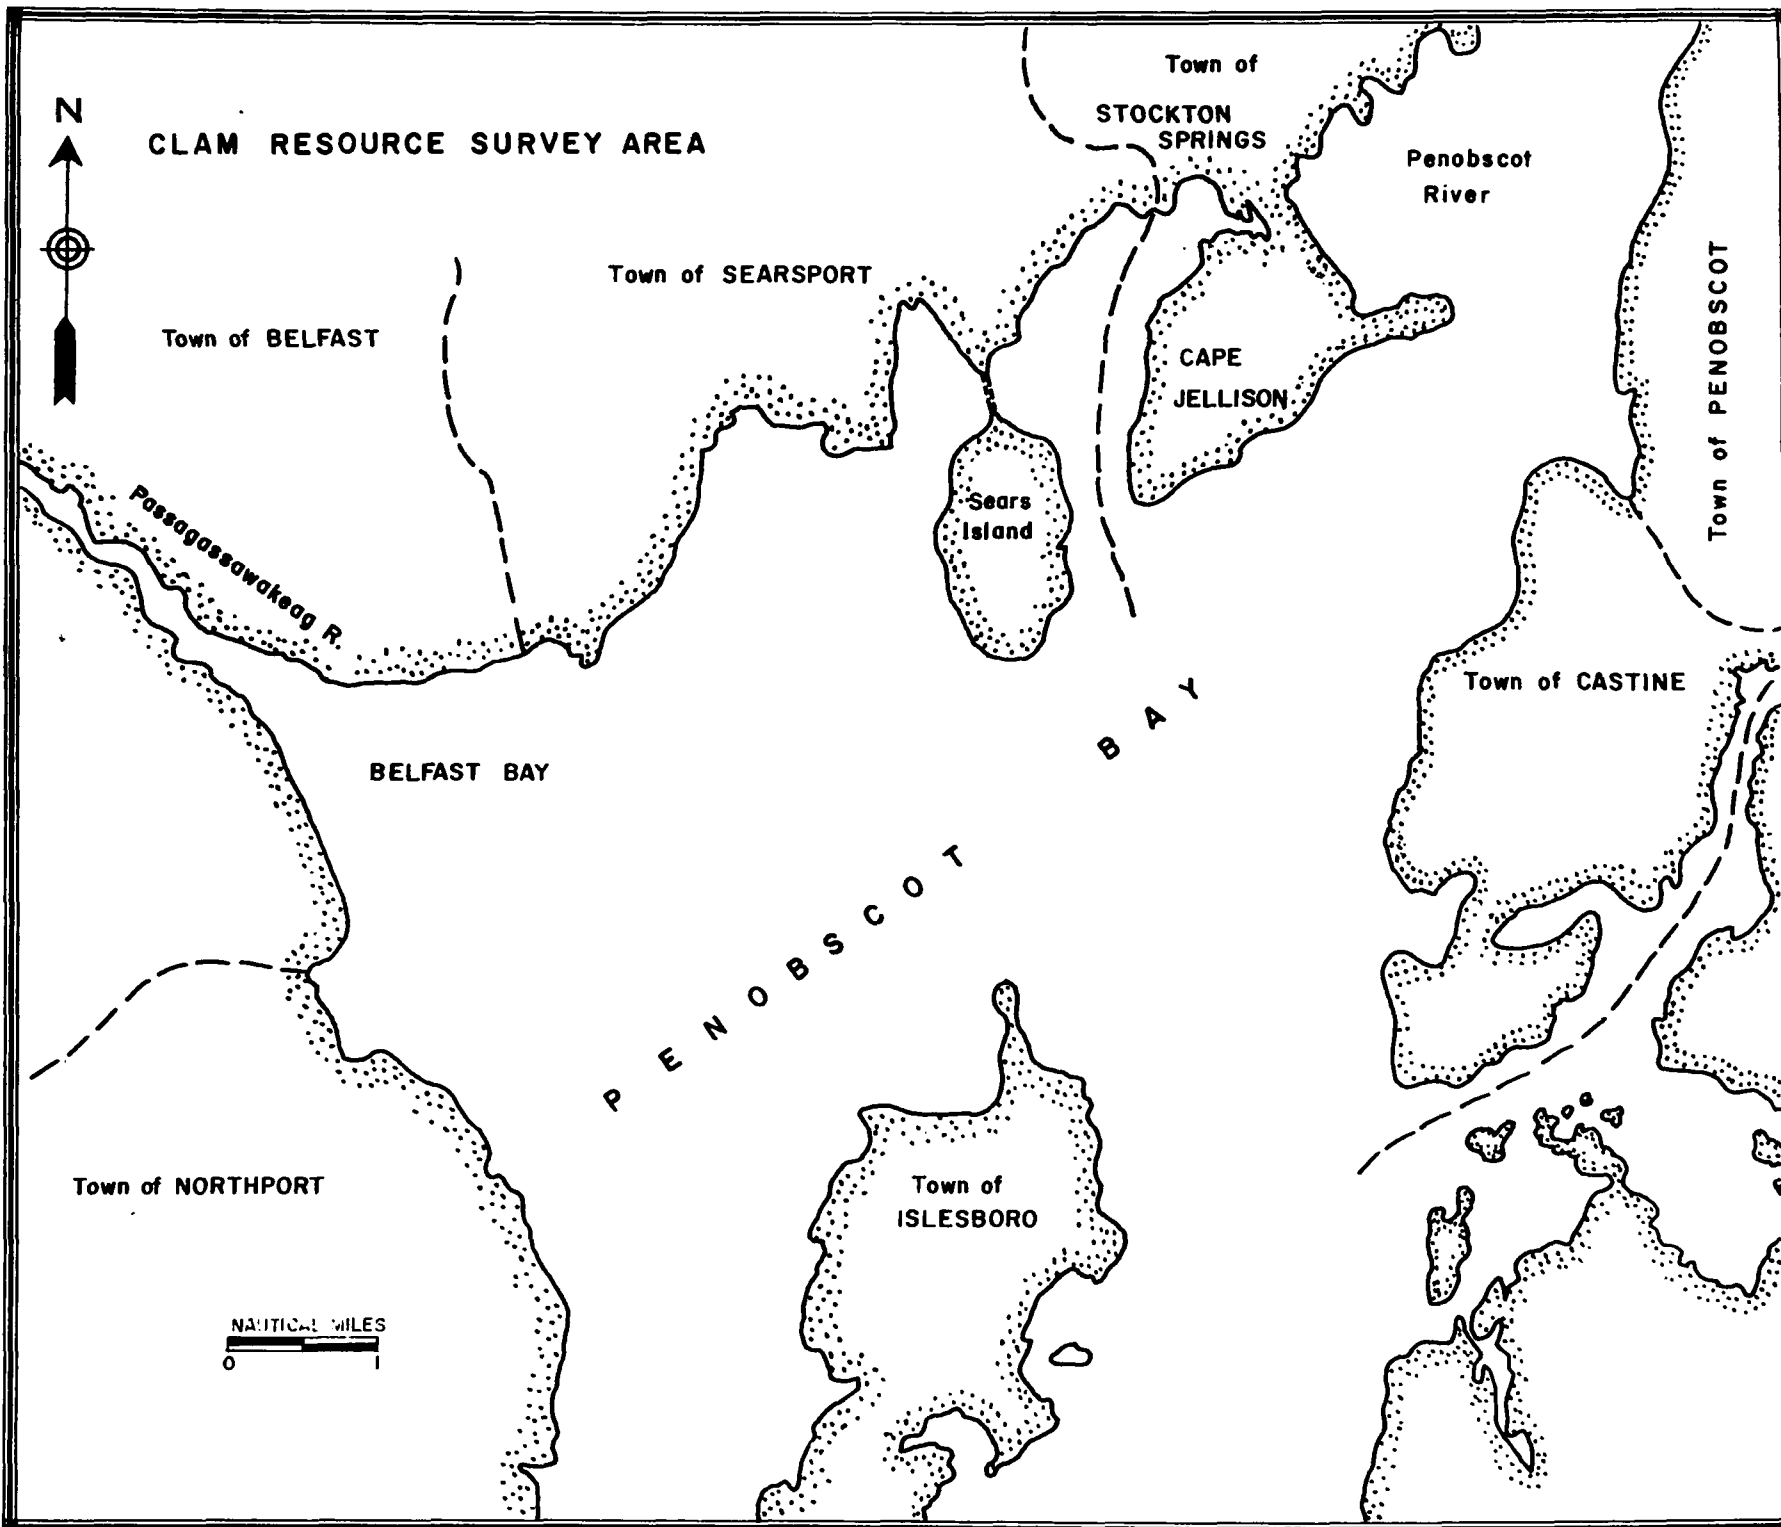 N
CLAM RESOURCE SURVEY AREA
Town of
STOCKTON
SPRINGS
Penobscot
River
Town of SEARSPORT
Town of BELFAST
CAPE
JELLISON
Town of PENOBSCOT
Passagassawakeag R.
Sears
Island
Town of CASTINE
BELFAST BAY
PENOBSCOT BAY
Town of NORTHPORT
Town of
ISLESBORO
NAUTICAL MILES
0 1